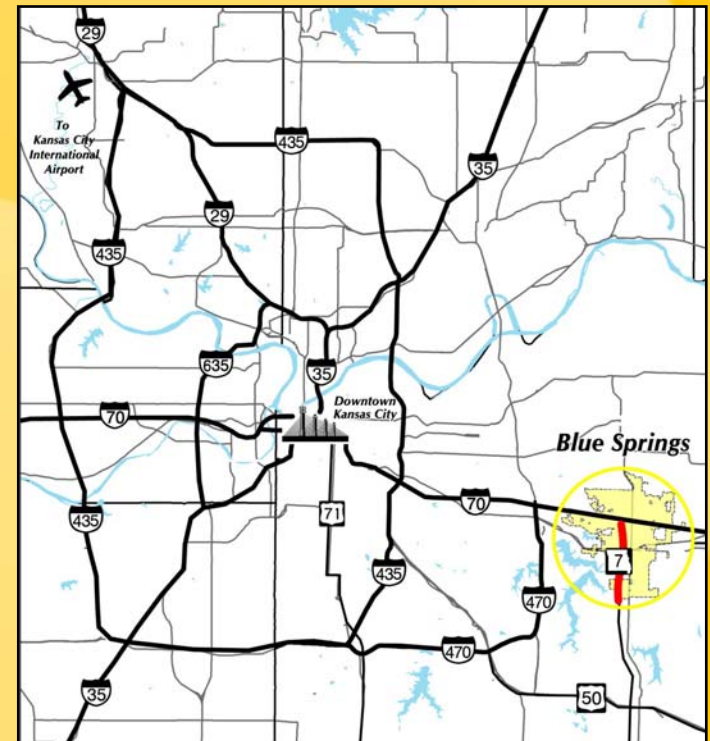 29
To
Kansas City
International
Airport
435
35
29
435
635
35
Downtown
Kansas City
70
Blue Springs
70
71
435
7
435
470
470
35
50